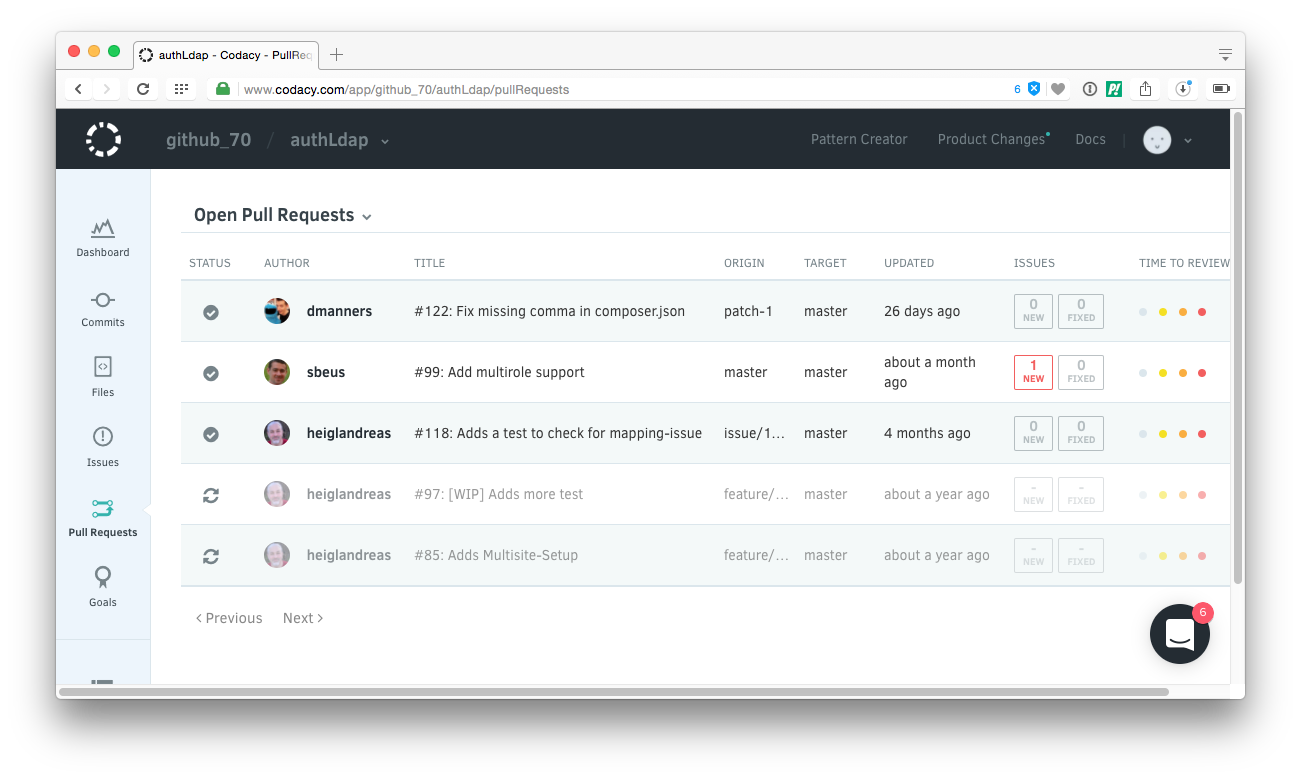 authLdap - Codacy - PullReq
www.codacy.com/app/github_70/authLdap/pullRequests
6
github_70 / authLdap
Pattern Creator
Product Changes
Docs
Dashboard
Commits
Files
Issues
Pull Requests
Goals
Open Pull Requests
STATUS AUTHOR TITLE ORIGIN TARGET UPDATED ISSUES TIME TO REVIEW
dmanners #122: Fix missing comma in composer.json patch-1 master 26 days ago 0 NEW 0 FIXED
sbeus #99: Add multirole support master master about a month ago 1 NEW 0 FIXED
heiglandreas #118: Adds a test to check for mapping-issue issue/1... master 4 months ago 0 NEW 0 FIXED
heiglandreas #97: [WIP] Adds more test feature/... master about a year ago - NEW - FIXED
heiglandreas #85: Adds Multisite-Setup feature/... master about a year ago - NEW - FIXED
< Previous Next >
6